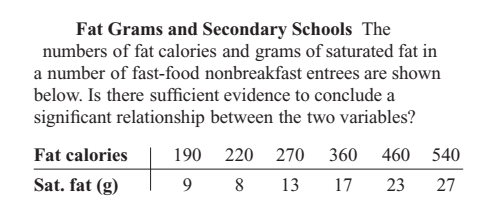 Fat Grams and Secondary Schools The
numbers of fat calories and grams of saturated fat in
a number of fast-food nonbreakfast entrees are shown
below. Is there sufficient evidence to conclude a
significant relationship between the two variables?
Fat calories 190 220 270 360 460 540
Sat. fat (g) 9 8 13 17 23 27